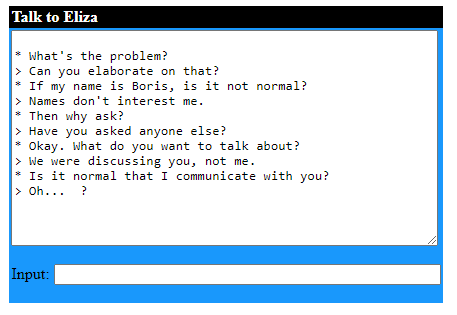 Talk to Eliza
* What's the problem?
> Can you elaborate on that?
* If my name is Boris, is it not normal?
> Names don't interest me.
* Then why ask?
> Have you asked anyone else?
* Okay. What do you want to talk about?
> We were discussing you, not me.
* Is it normal that I communicate with you?
> Oh...  ?
Input: